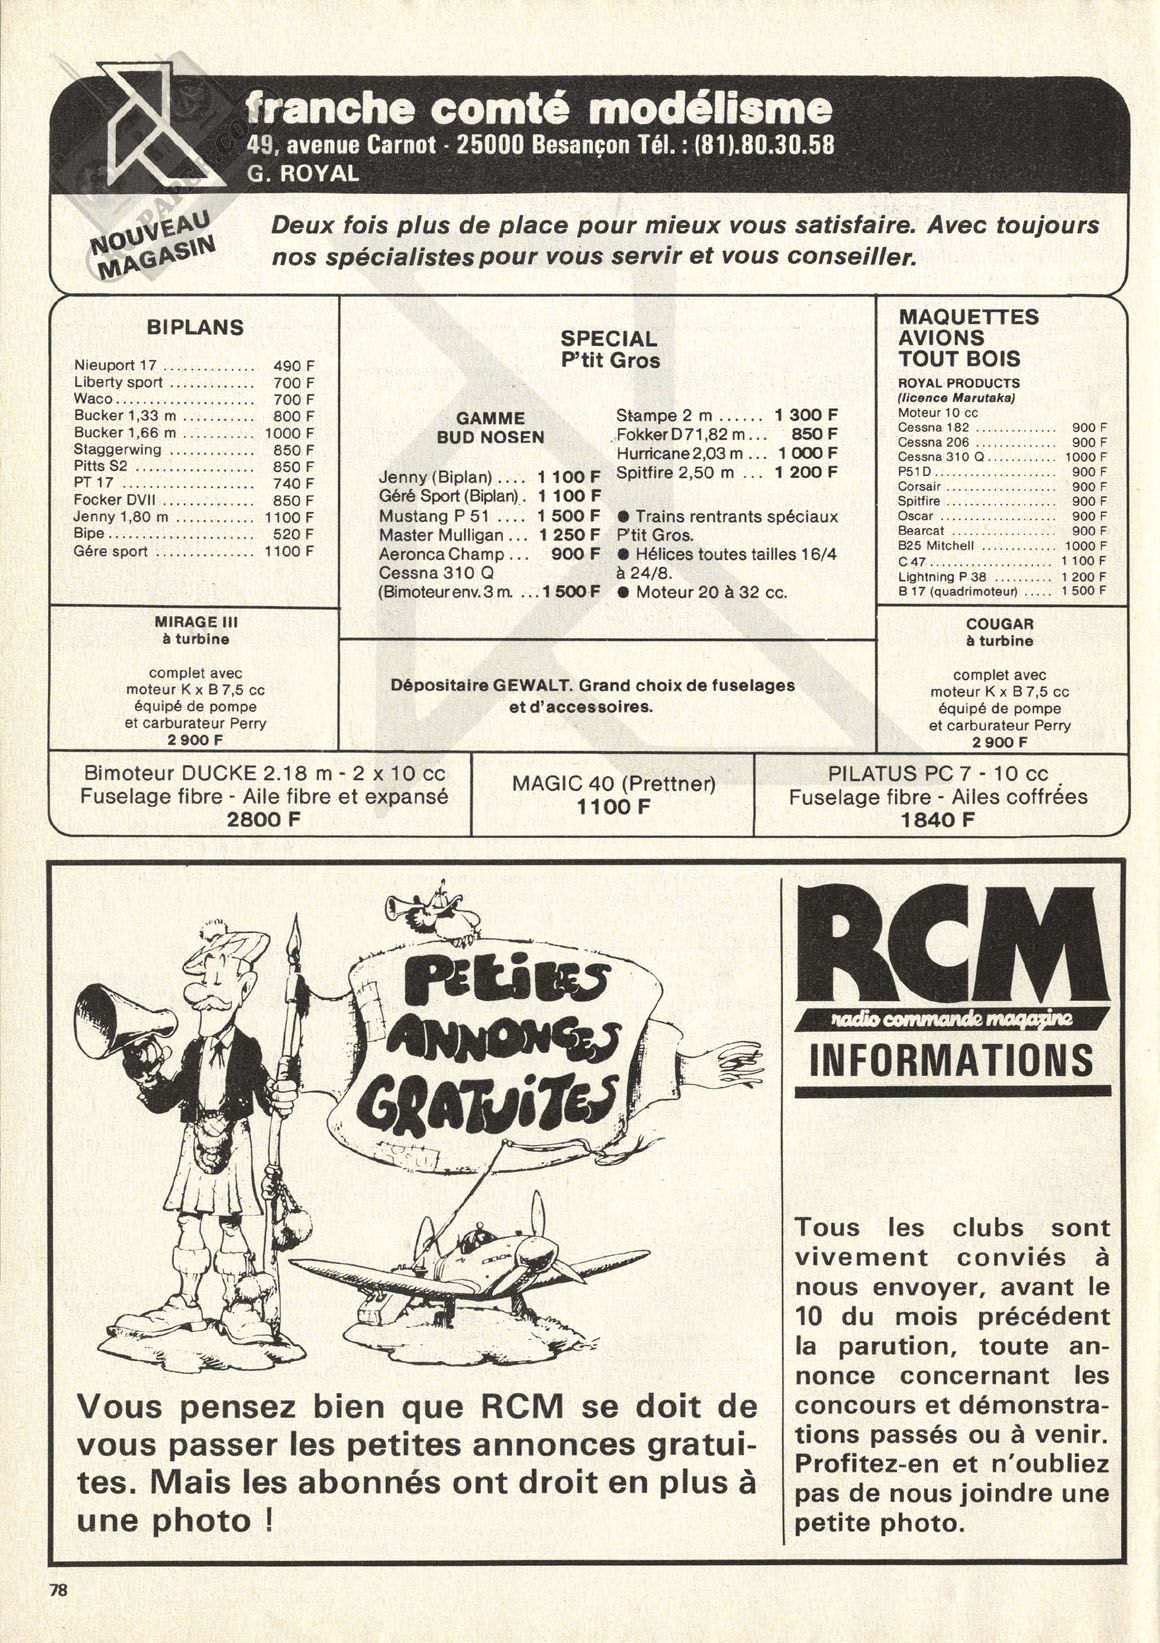 franche comté modélisme
49, avenue Carnot - 25000 Besançon Tél. : (81).80.30.58
G. ROYAL
NOUVEAU
MAGASIN
Deux fois plus de place pour mieux vous satisfaire. Avec toujours
nos spécialistes pour vous servir et vous conseiller.
BIPLANS
Nieuport 17 .............. 490 F
Liberty sport ............. 700 F
Waco ..................... 700 F
Bucker 1,33 m ........... 800 F
Bucker 1,66 m ........... 1000 F
Staggerwing ............. 850 F
Pitts S2 .................. 850 F
PT 17 .................... 740 F
Focker DVII .............. 850 F
Jenny 1,80 m ............ 1100 F
Bipe ...................... 520 F
Gére sport ............... 1100 F
MIRAGE III
à turbine
complet avec
moteur K x B 7,5 cc
équipé de pompe
et carburateur Perry
2 900 F
SPECIAL
P'tit Gros
GAMME
BUD NOSEN
Jenny (Biplan) .... 1 100 F
Géré Sport (Biplan) . 1 100 F
Mustang P 51 .... 1 500 F
Master Mulligan ... 1 250 F
Aeronca Champ ... 900 F
Cessna 310 Q
(Bimoteur env. 3 m. ... 1 500 F
Stampe 2 m ...... 1 300 F
Fokker D7 1,82 m ... 850 F
Hurricane 2,03 m ... 1 000 F
Spitfire 2,50 m ... 1 200 F
● Trains rentrants spéciaux
P'tit Gros.
● Hélices toutes tailles 16/4
à 24/8.
● Moteur 20 à 32 cc.
Dépositaire GEWALT. Grand choix de fuselages
et d'accessoires.
MAQUETTES
AVIONS
TOUT BOIS
ROYAL PRODUCTS
(licence Marutaka)
Moteur 10 cc
Cessna 182 .............. 900 F
Cessna 206 .............. 900 F
Cessna 310 Q ............ 1000 F
P51 D ................... 900 F
Corsair .................. 900 F
Spitfire .................. 900 F
Oscar ................... 900 F
Bearcat ................. 900 F
B25 Mitchell ............ 1000 F
C 47 ..................... 1 100 F
Lightning P 38 .......... 1 200 F
B 17 (quadrimoteur) ..... 1 500 F
COUGAR
à turbine
complet avec
moteur K x B 7,5 cc
équipé de pompe
et carburateur Perry
2 900 F
Bimoteur DUCKE 2.18 m - 2 x 10 cc
Fuselage fibre - Aile fibre et expansé
2800 F
MAGIC 40 (Prettner)
1100 F
PILATUS PC 7 - 10 cc
Fuselage fibre - Ailes coffrées
1840 F
PETITES
ANNONCES
GRATUITES
Vous pensez bien que RCM se doit de
vous passer les petites annonces gratui-
tes. Mais les abonnés ont droit en plus à
une photo !
RCM
radio commande magazine
INFORMATIONS
Tous les clubs sont
vivement conviés à
nous envoyer, avant le
10 du mois précédent
la parution, toute an-
nonce concernant les
concours et démonstra-
tions passés ou à venir.
Profitez-en et n'oubliez
pas de nous joindre une
petite photo.
78